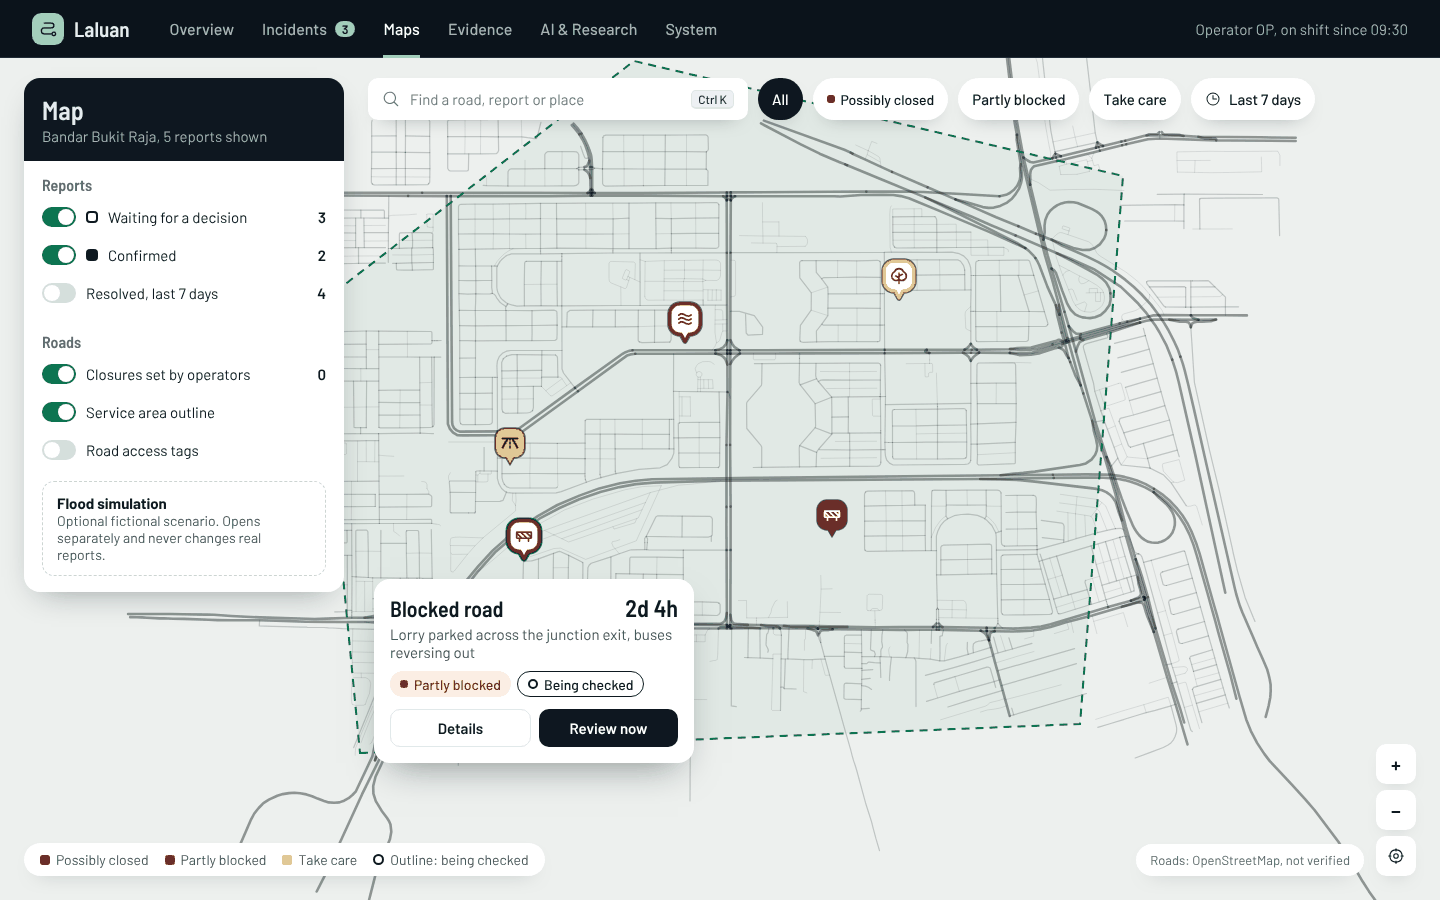 Laluan
Overview
Incidents 3
Maps
Evidence
AI & Research
System
Operator OP, on shift since 09:30
Map
Bandar Bukit Raja, 5 reports shown
Reports
Waiting for a decision 3
Confirmed 2
Resolved, last 7 days 4
Roads
Closures set by operators 0
Service area outline
Road access tags
Flood simulation
Optional fictional scenario. Opens
separately and never changes real
reports.
Find a road, report or place
Ctrl K
All
Possibly closed
Partly blocked
Take care
Last 7 days
Blocked road 2d 4h
Lorry parked across the junction exit, buses
reversing out
Partly blocked
Being checked
Details
Review now
Possibly closed
Partly blocked
Take care
Outline: being checked
+
−
Roads: OpenStreetMap, not verified